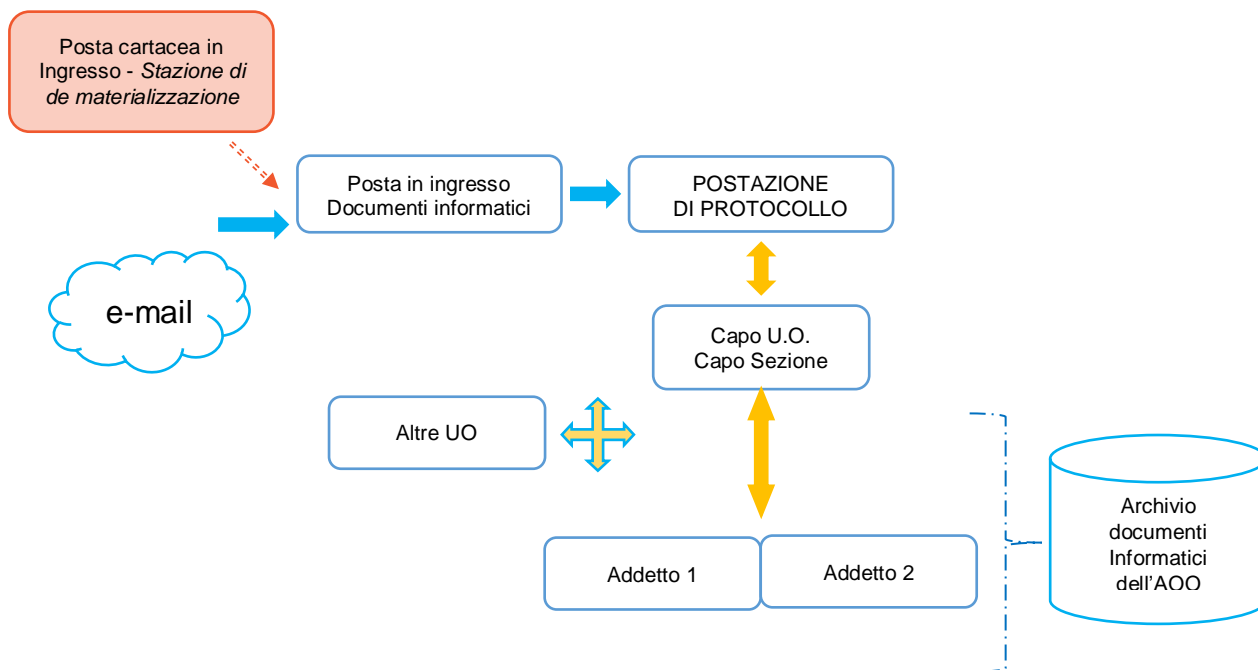 Posta cartacea in
Ingresso - Stazione di
de materializzazione
Posta in ingresso
Documenti informatici
POSTAZIONE
DI PROTOCOLLO
e-mail
Capo U.O.
Capo Sezione
Altre UO
Archivio
documenti
Informatici
dell'AOO
Addetto 1
Addetto 2